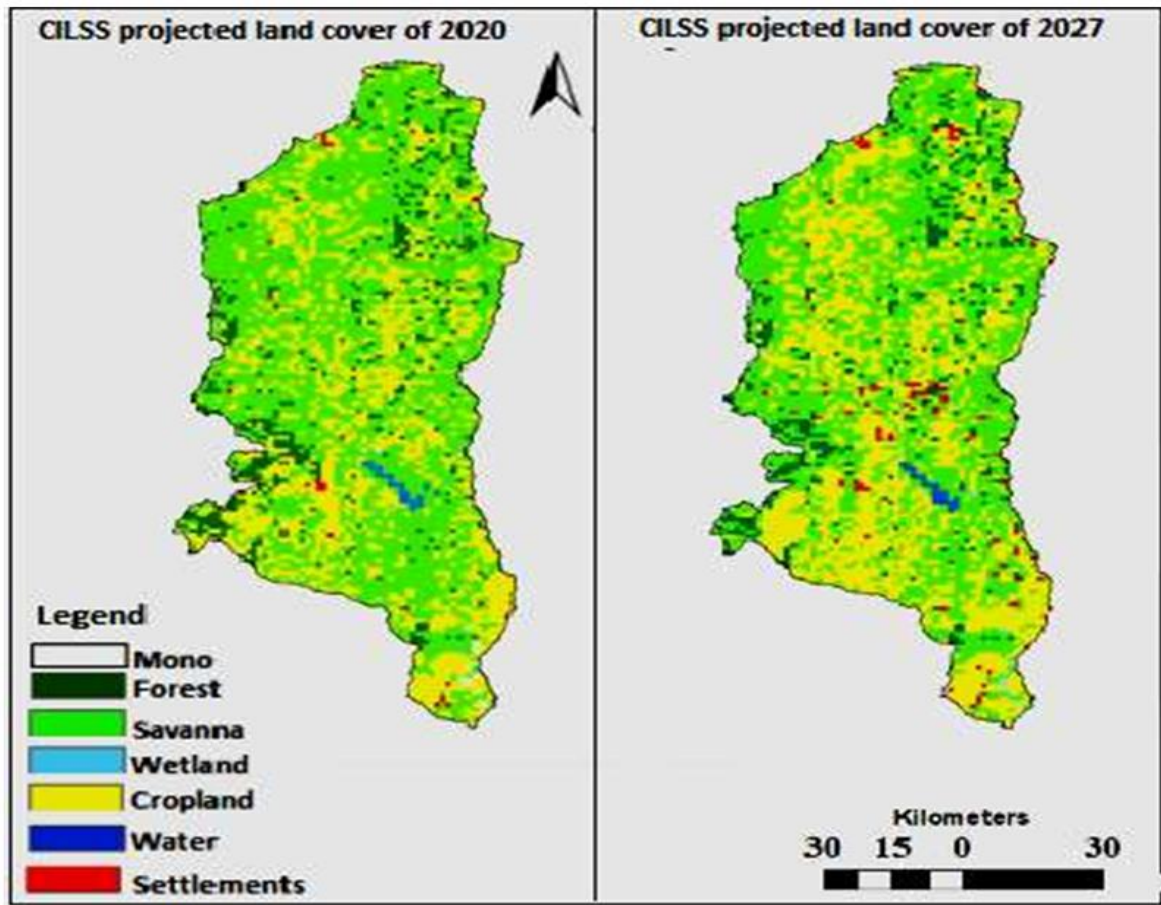 CILSS projected land cover of 2020
CILSS projected land cover of 2027
Legend
Mono
Forest
Savanna
Wetland
Cropland
Water
Settlements
Kilometers
30 15 0 30